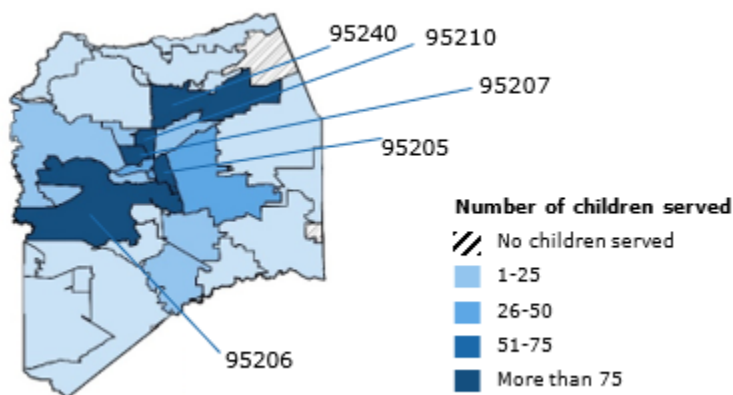 95240
95210
95207
95205
95206
Number of children served
No children served
1-25
26-50
51-75
More than 75